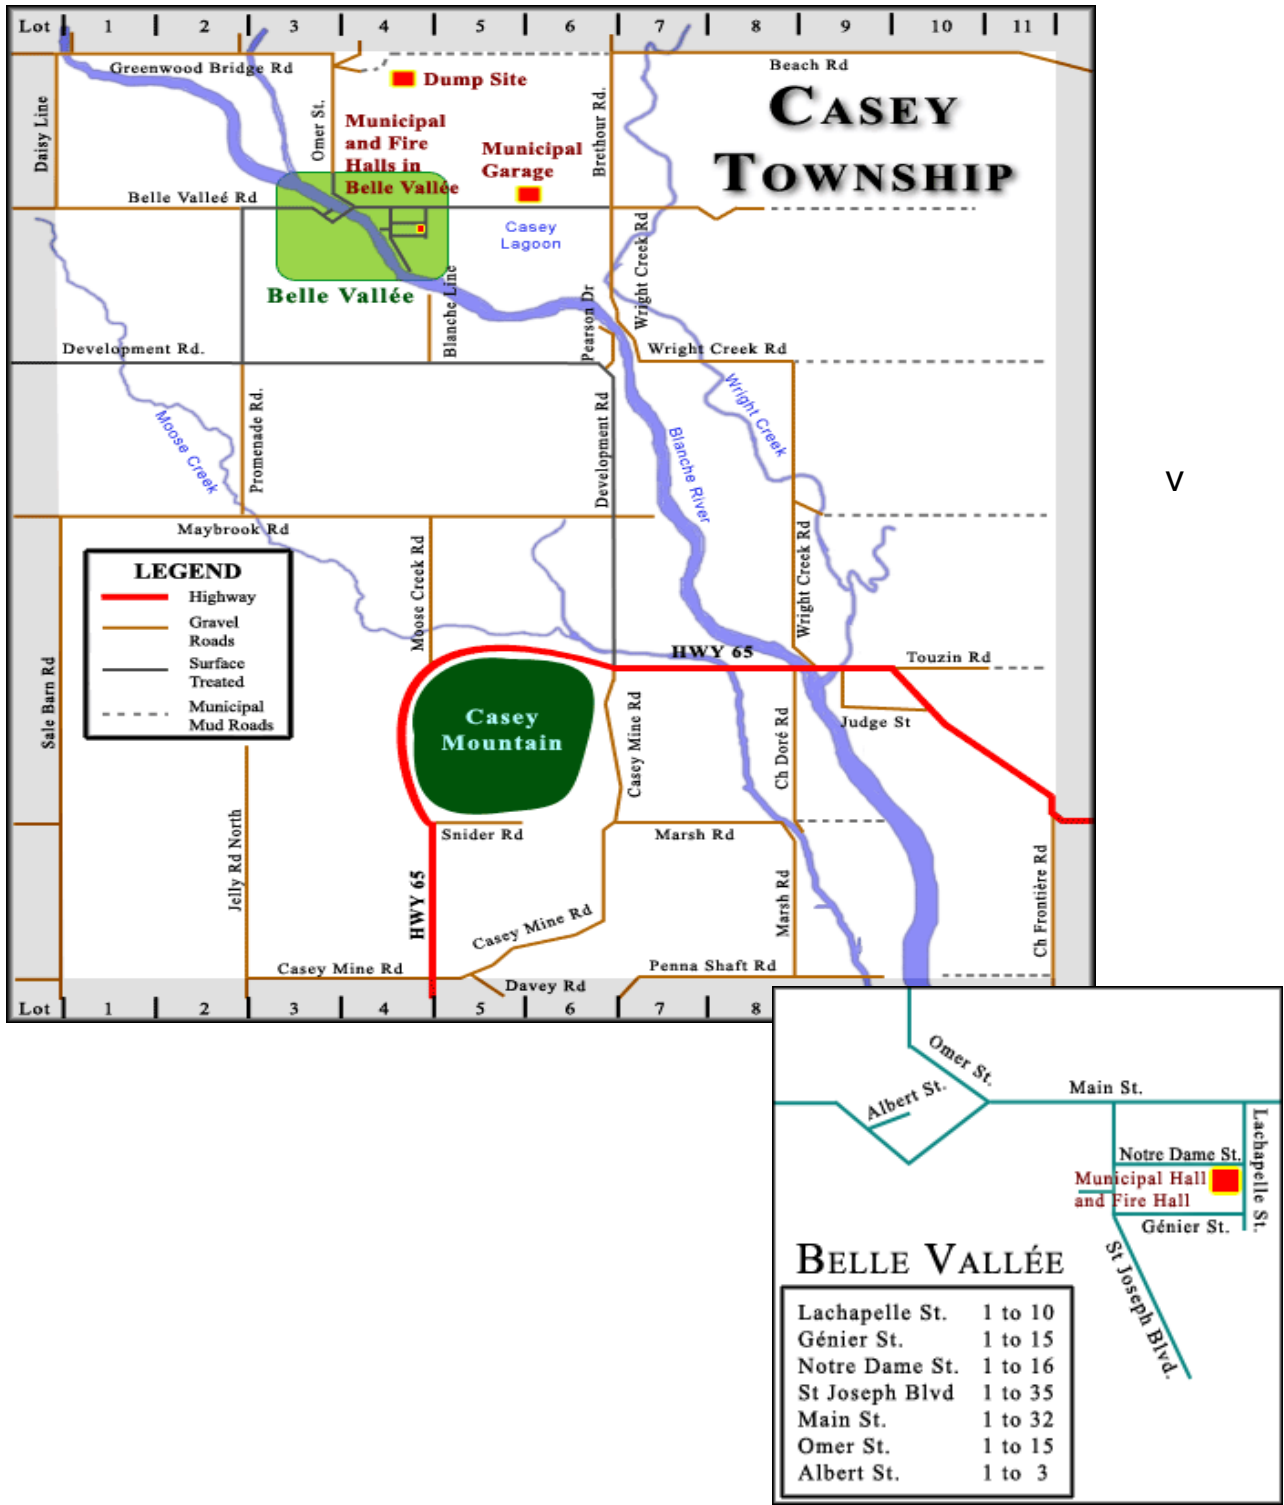 Lot 1 2 3 4 5 6 7 8 9 10 11
Greenwood Bridge Rd
Beach Rd
Dump Site
CASEY
TOWNSHIP
Daisy Line
Omer St.
Municipal
and Fire
Halls in
Belle Vallée
Municipal
Garage
Brethour Rd.
Belle Valleé Rd
Casey
Lagoon
Wright Creek Rd
Belle Vallée
Blanche Line
Pearson Dr
Development Rd.
Wright Creek Rd
Moose Creek
Promenade Rd.
Development Rd
Blanche River
Wright Creek
V
Maybrook Rd
Moose Creek Rd
Wright Creek Rd
LEGEND
Highway
Gravel
Roads
Surface
Treated
Municipal
Mud Roads
Sale Barn Rd
HWY 65
Touzin Rd
Casey
Mountain
Casey Mine Rd
Ch Doré Rd
Judge St
Jelly Rd North
Snider Rd
Marsh Rd
HWY 65
Marsh Rd
Ch Frontière Rd
Casey Mine Rd
Casey Mine Rd
Davey Rd
Penna Shaft Rd
Lot 1 2 3 4 5 6 7 8
Omer St.
Albert St.
Main St.
Lachapelle St.
Notre Dame St.
Municipal Hall
and Fire Hall
Génier St.
St Joseph Blvd.
BELLE VALLÉE
Lachapelle St. 1 to 10
Génier St. 1 to 15
Notre Dame St. 1 to 16
St Joseph Blvd 1 to 35
Main St. 1 to 32
Omer St. 1 to 15
Albert St. 1 to 3